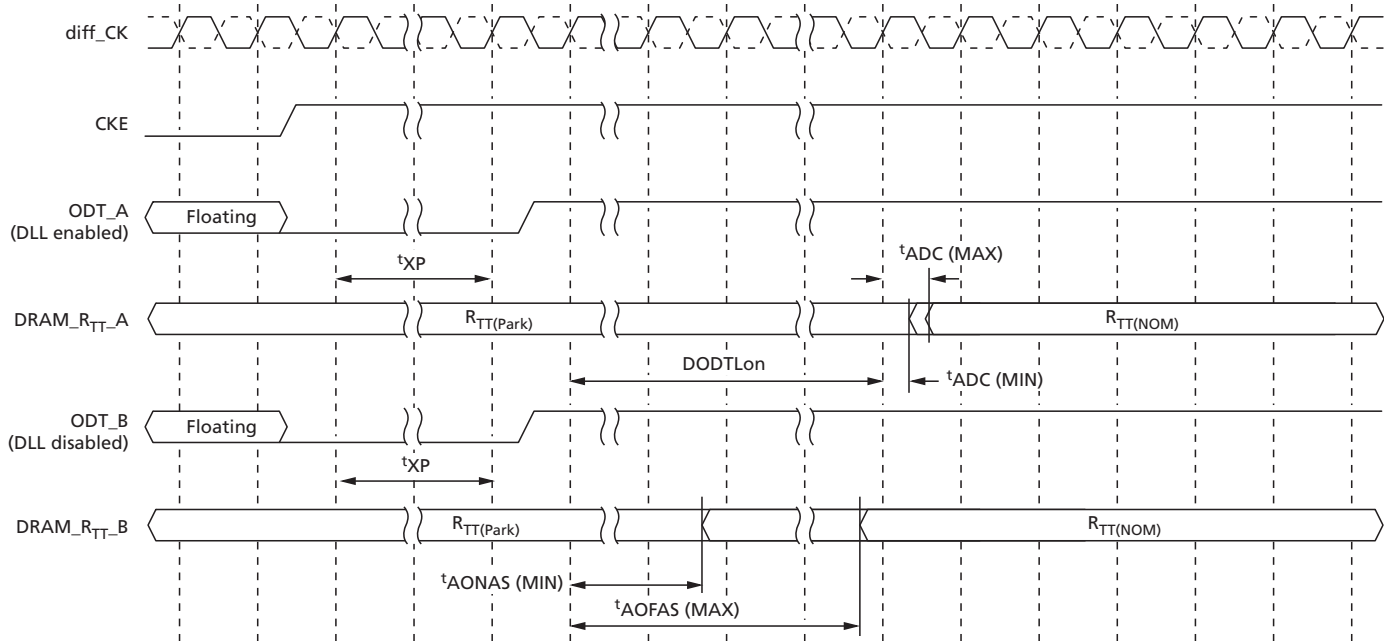 diff_CK
CKE
ODT_A
(DLL enabled)
Floating
tXP
tADC (MAX)
DRAM_RTT_A
RTT(Park)
RTT(NOM)
DODTLon
tADC (MIN)
ODT_B
(DLL disabled)
Floating
tXP
DRAM_RTT_B
RTT(Park)
RTT(NOM)
tAONAS (MIN)
tAOFAS (MAX)